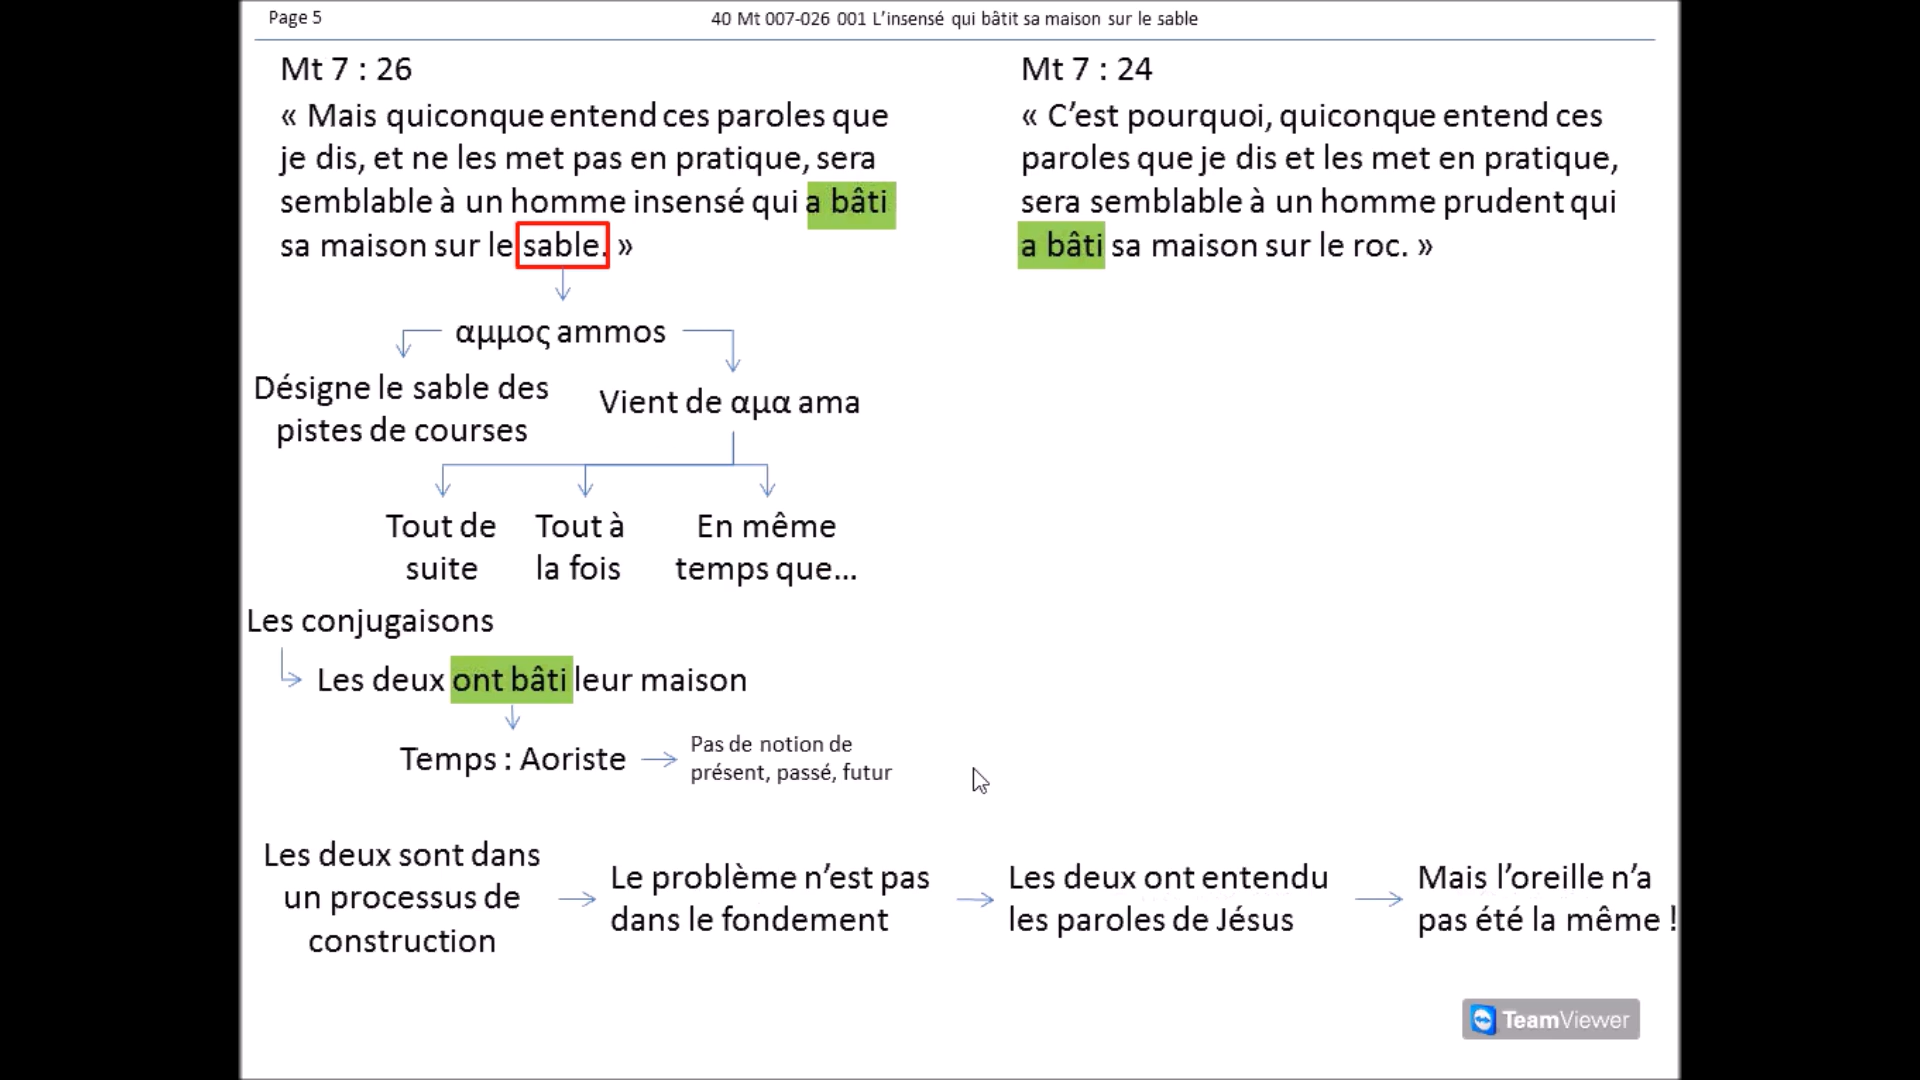 Page 5
40 Mt 007-026 001 L’insensé qui bâtit sa maison sur le sable
Mt 7 : 26
« Mais quiconque entend ces paroles que
je dis, et ne les met pas en pratique, sera
semblable à un homme insensé qui a bâti
sa maison sur le sable. »
Mt 7 : 24
« C’est pourquoi, quiconque entend ces
paroles que je dis et les met en pratique,
sera semblable à un homme prudent qui
a bâti sa maison sur le roc. »
αμμος ammos
Désigne le sable des
pistes de courses
Vient de αμα ama
Tout de
suite
Tout à
la fois
En même
temps que...
Les conjugaisons
Les deux ont bâti leur maison
Temps : Aoriste
Pas de notion de
présent, passé, futur
Les deux sont dans
un processus de
construction
Le problème n’est pas
dans le fondement
Les deux ont entendu
les paroles de Jésus
Mais l’oreille n’a
pas été la même !
TeamViewer